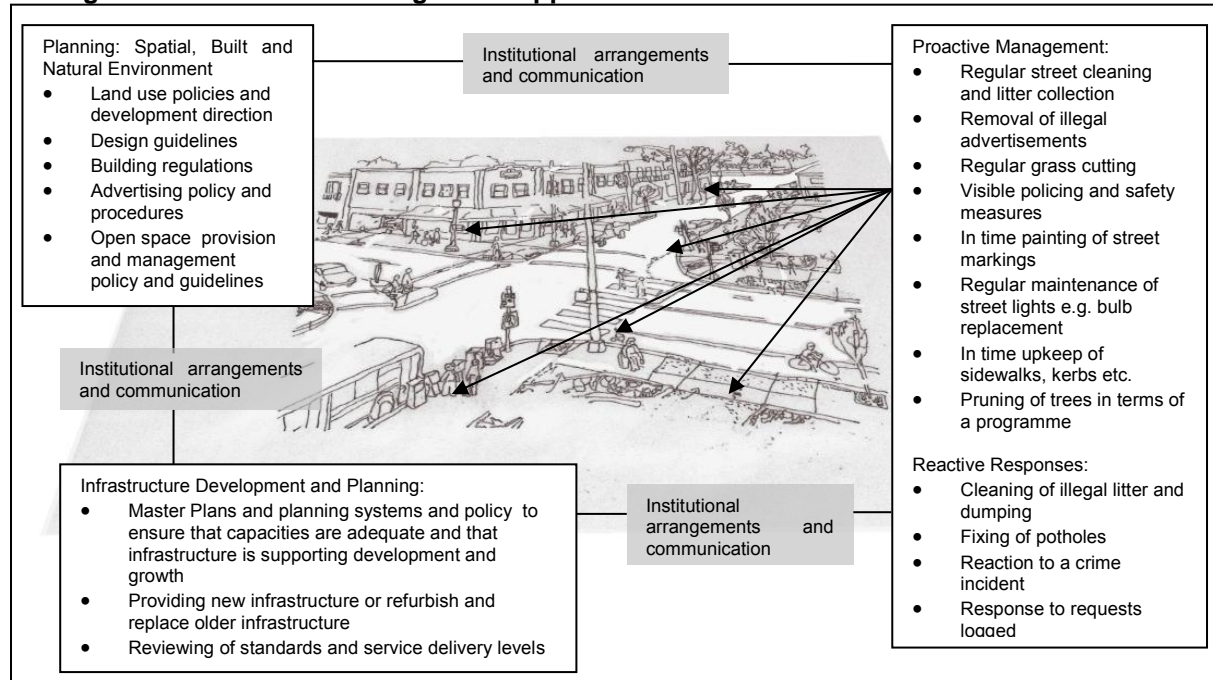 Planning: Spatial, Built and
Natural Environment
• Land use policies and
development direction
• Design guidelines
• Building regulations
• Advertising policy and
procedures
• Open space provision
and management
policy and guidelines
Institutional arrangements
and communication
Proactive Management:
• Regular street cleaning
and litter collection
• Removal of illegal
advertisements
• Regular grass cutting
• Visible policing and safety
measures
• In time painting of street
markings
• Regular maintenance of
street lights e.g. bulb
replacement
• In time upkeep of
sidewalks, kerbs etc.
• Pruning of trees in terms of
a programme
Reactive Responses:
• Cleaning of illegal litter and
dumping
• Fixing of potholes
• Reaction to a crime
incident
• Response to requests
logged
Institutional arrangements
and communication
Infrastructure Development and Planning:
• Master Plans and planning systems and policy to
ensure that capacities are adequate and that
infrastructure is supporting development and
growth
• Providing new infrastructure or refurbish and
replace older infrastructure
• Reviewing of standards and service delivery levels
Institutional
arrangements and
communication